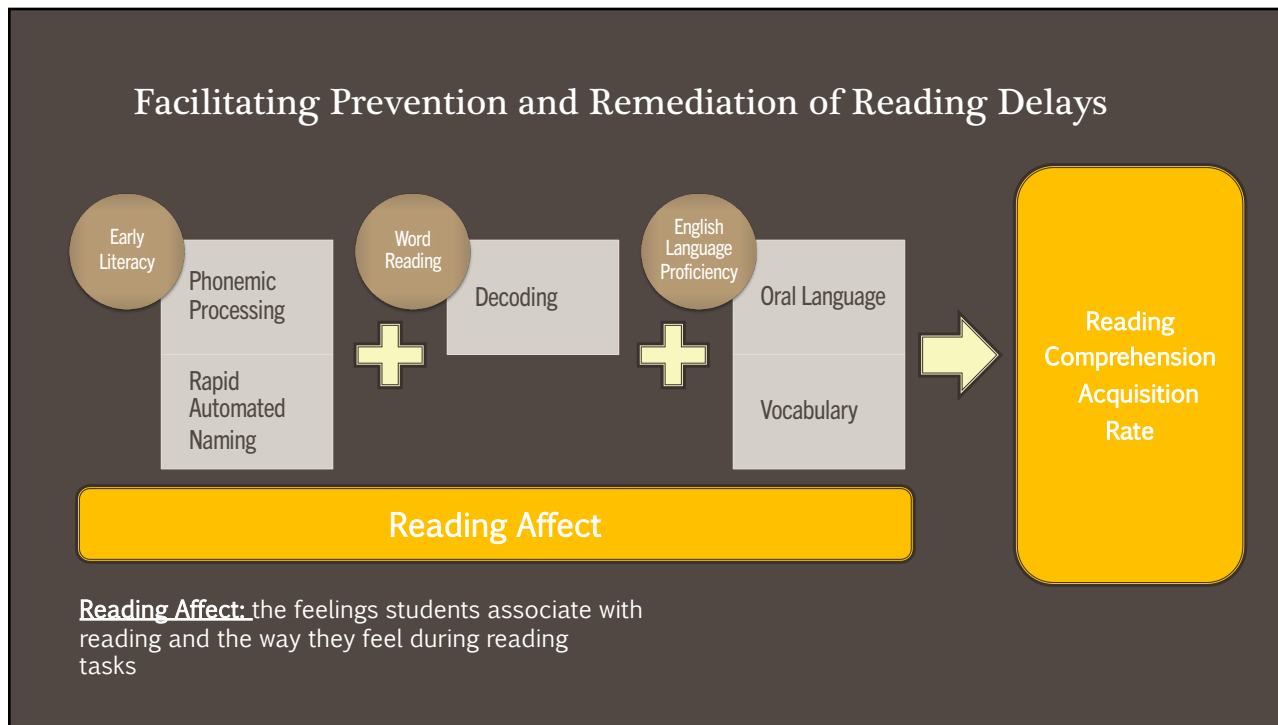 Facilitating Prevention and Remediation of Reading Delays
Early
Literacy
Phonemic
Processing
Rapid
Automated
Naming
Word
Reading
Decoding
English
Language
Proficiency
Oral Language
Vocabulary
Reading
Comprehension
Acquisition
Rate
Reading Affect
Reading Affect: the feelings students associate with
reading and the way they feel during reading
tasks